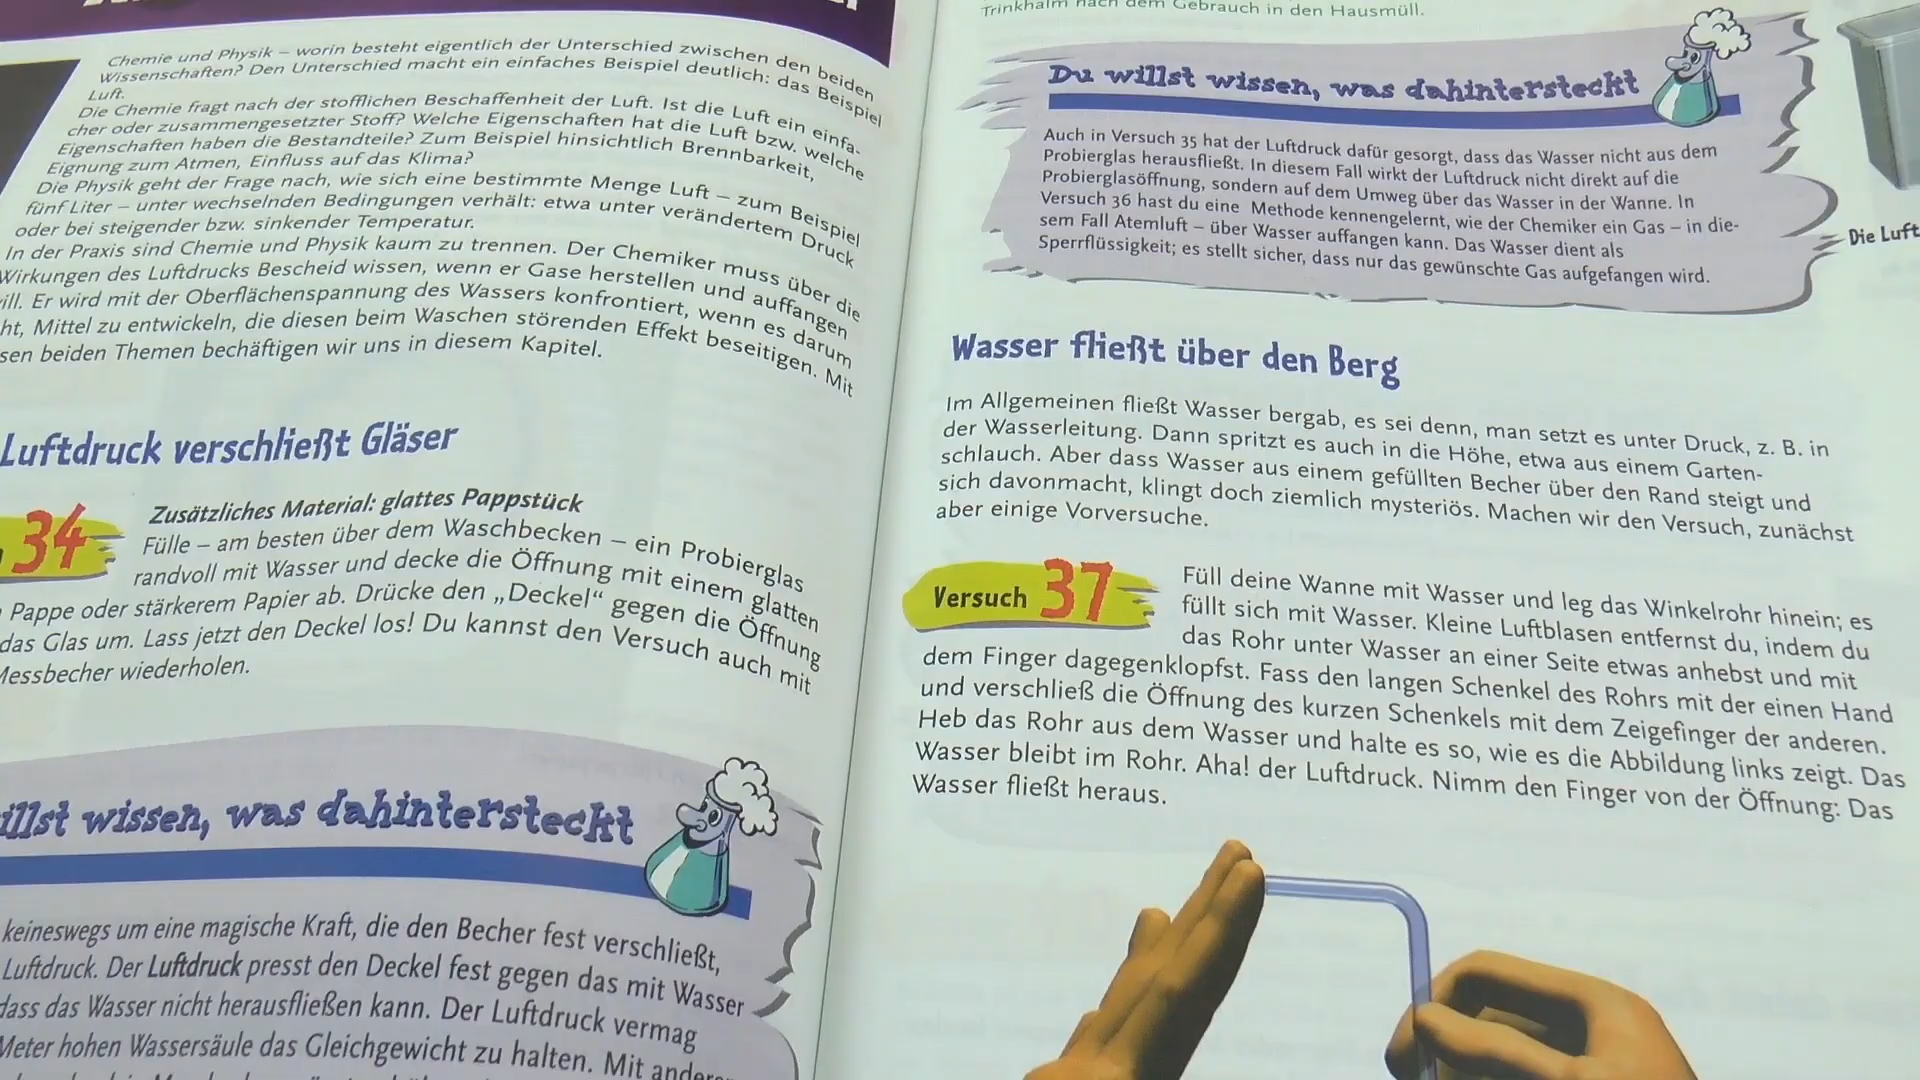 Chemie und Physik – worin besteht eigentlich der Unterschied zwischen den beiden
Wissenschaften? Den Unterschied macht ein einfaches Beispiel deutlich: das Beispiel
Luft.
Die Chemie fragt nach der stofflichen Beschaffenheit der Luft. Ist die Luft ein einfa-
cher oder zusammengesetzter Stoff? Welche Eigenschaften hat die Luft bzw. welche
Eigenschaften haben die Bestandteile? Zum Beispiel hinsichtlich Brennbarkeit,
Eignung zum Atmen, Einfluss auf das Klima?
Die Physik geht der Frage nach, wie sich eine bestimmte Menge Luft – zum Beispiel
fünf Liter – unter wechselnden Bedingungen verhält: etwa unter verändertem Druck
oder bei steigender bzw. sinkender Temperatur.
In der Praxis sind Chemie und Physik kaum zu trennen. Der Chemiker muss über die
Wirkungen des Luftdrucks Bescheid wissen, wenn er Gase herstellen und auffangen
ill. Er wird mit der Oberflächenspannung des Wassers konfrontiert, wenn es darum
ht, Mittel zu entwickeln, die diesen beim Waschen störenden Effekt beseitigen. Mit
sen beiden Themen bechäftigen wir uns in diesem Kapitel.
Luftdruck verschließt Gläser
34
Zusätzliches Material: glattes Pappstück
Fülle – am besten über dem Waschbecken – ein Probierglas
randvoll mit Wasser und decke die Öffnung mit einem glatten
Pappe oder stärkerem Papier ab. Drücke den „Deckel“ gegen die Öffnung
das Glas um. Lass jetzt den Deckel los! Du kannst den Versuch auch mit
Messbecher wiederholen.
illst wissen, was dahintersteckt
keineswegs um eine magische Kraft, die den Becher fest verschließt,
Luftdruck. Der Luftdruck presst den Deckel fest gegen das mit Wasser
dass das Wasser nicht herausfließen kann. Der Luftdruck vermag
Meter hohen Wassersäule das Gleichgewicht zu halten. Mit ander
Trinkhalm nach dem Gebrauch in den Hausmüll.
Du willst wissen, was dahintersteckt
Auch in Versuch 35 hat der Luftdruck dafür gesorgt, dass das Wasser nicht aus dem
Probierglas herausfließt. In diesem Fall wirkt der Luftdruck nicht direkt auf die
Probierglasöffnung, sondern auf dem Umweg über das Wasser in der Wanne. In
Versuch 36 hast du eine Methode kennengelernt, wie der Chemiker ein Gas – in die-
sem Fall Atemluft – über Wasser auffangen kann. Das Wasser dient als
Sperrflüssigkeit; es stellt sicher, dass nur das gewünschte Gas aufgefangen wird.
Die Luft
Wasser fließt über den Berg
Im Allgemeinen fließt Wasser bergab, es sei denn, man setzt es unter Druck, z. B. in
der Wasserleitung. Dann spritzt es auch in die Höhe, etwa aus einem Garten-
schlauch. Aber dass Wasser aus einem gefüllten Becher über den Rand steigt und
sich davonmacht, klingt doch ziemlich mysteriös. Machen wir den Versuch, zunächst
aber einige Vorversuche.
Versuch 37
Füll deine Wanne mit Wasser und leg das Winkelrohr hinein; es
füllt sich mit Wasser. Kleine Luftblasen entfernst du, indem du
das Rohr unter Wasser an einer Seite etwas anhebst und mit
dem Finger dagegenklopfst. Fass den langen Schenkel des Rohrs mit der einen Hand
und verschließ die Öffnung des kurzen Schenkels mit dem Zeigefinger der anderen.
Heb das Rohr aus dem Wasser und halte es so, wie es die Abbildung links zeigt. Das
Wasser bleibt im Rohr. Aha! der Luftdruck. Nimm den Finger von der Öffnung: Das
Wasser fließt heraus.